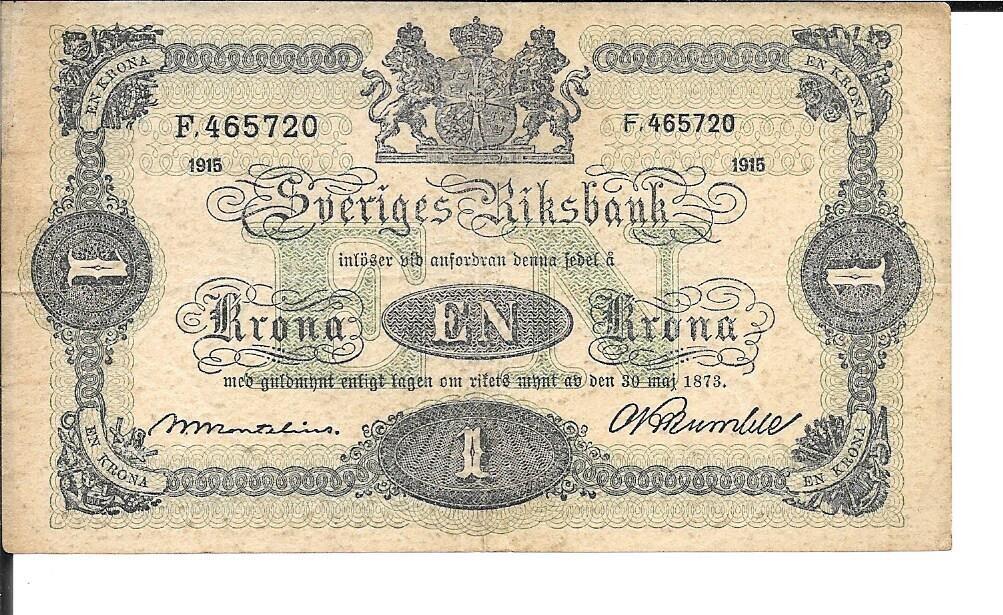 EN KRONA
EN KRONA
F. 465720
F. 465720
1915
1915
Sveriges Riksbank
inlöser vid anfordran denna sedel å
1
1
Krona
EN
Krona
EN
med guldmynt enligt lagen om rikets mynt av den 30 maj 1873.
1
EN KRONA
EN KRONA